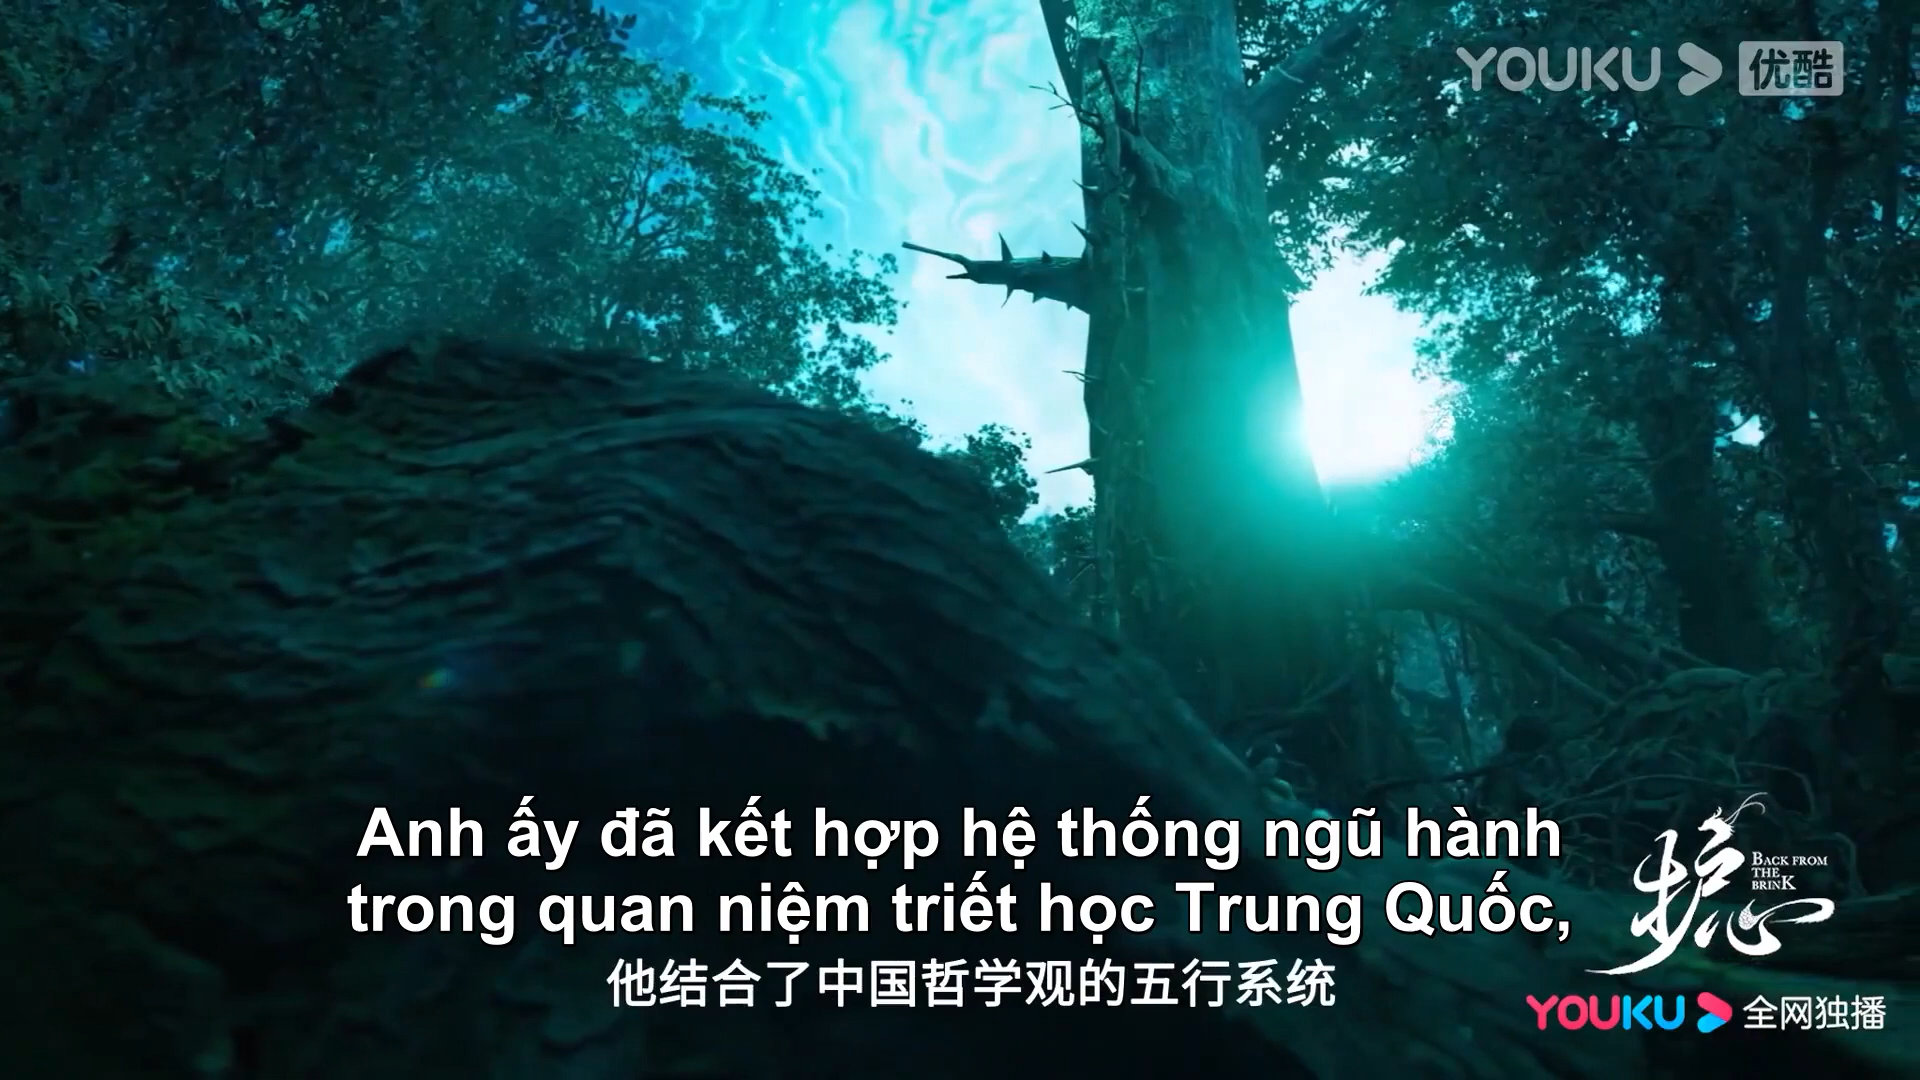 YOUKU 优酷
Anh ấy đã kết hợp hệ thống ngũ hành
trong quan niệm triết học Trung Quốc,
他结合了中国哲学观的五行系统
护心
BACK FROM
THE
BRINK
YOUKU 全网独播